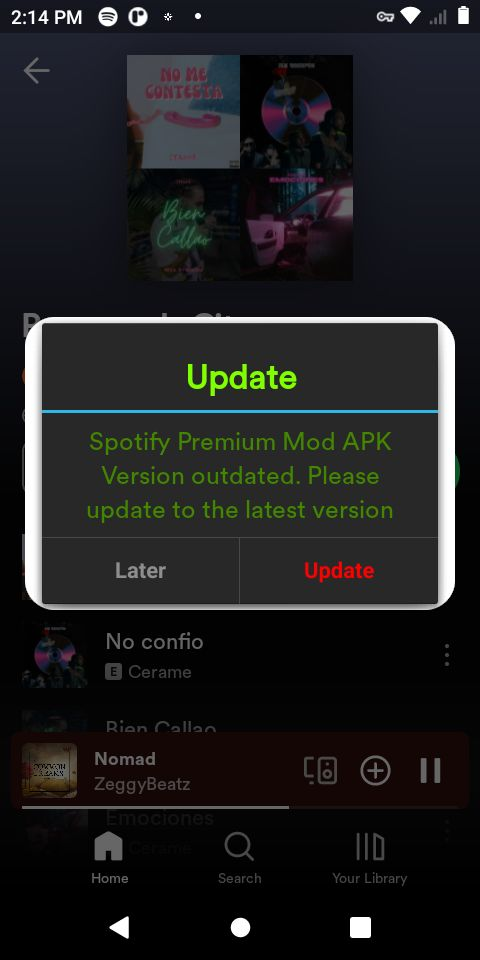 2:14 PM
NO ME
CONTESTA
Bien
Callao
EMOCIONES
Update
Spotify Premium Mod APK
Version outdated. Please
update to the latest version
Later
Update
No confio
E Cerame
Bien Callao
Nomad
ZeggyBeatz
Emociones
Cerame
Home
Search
Your Library